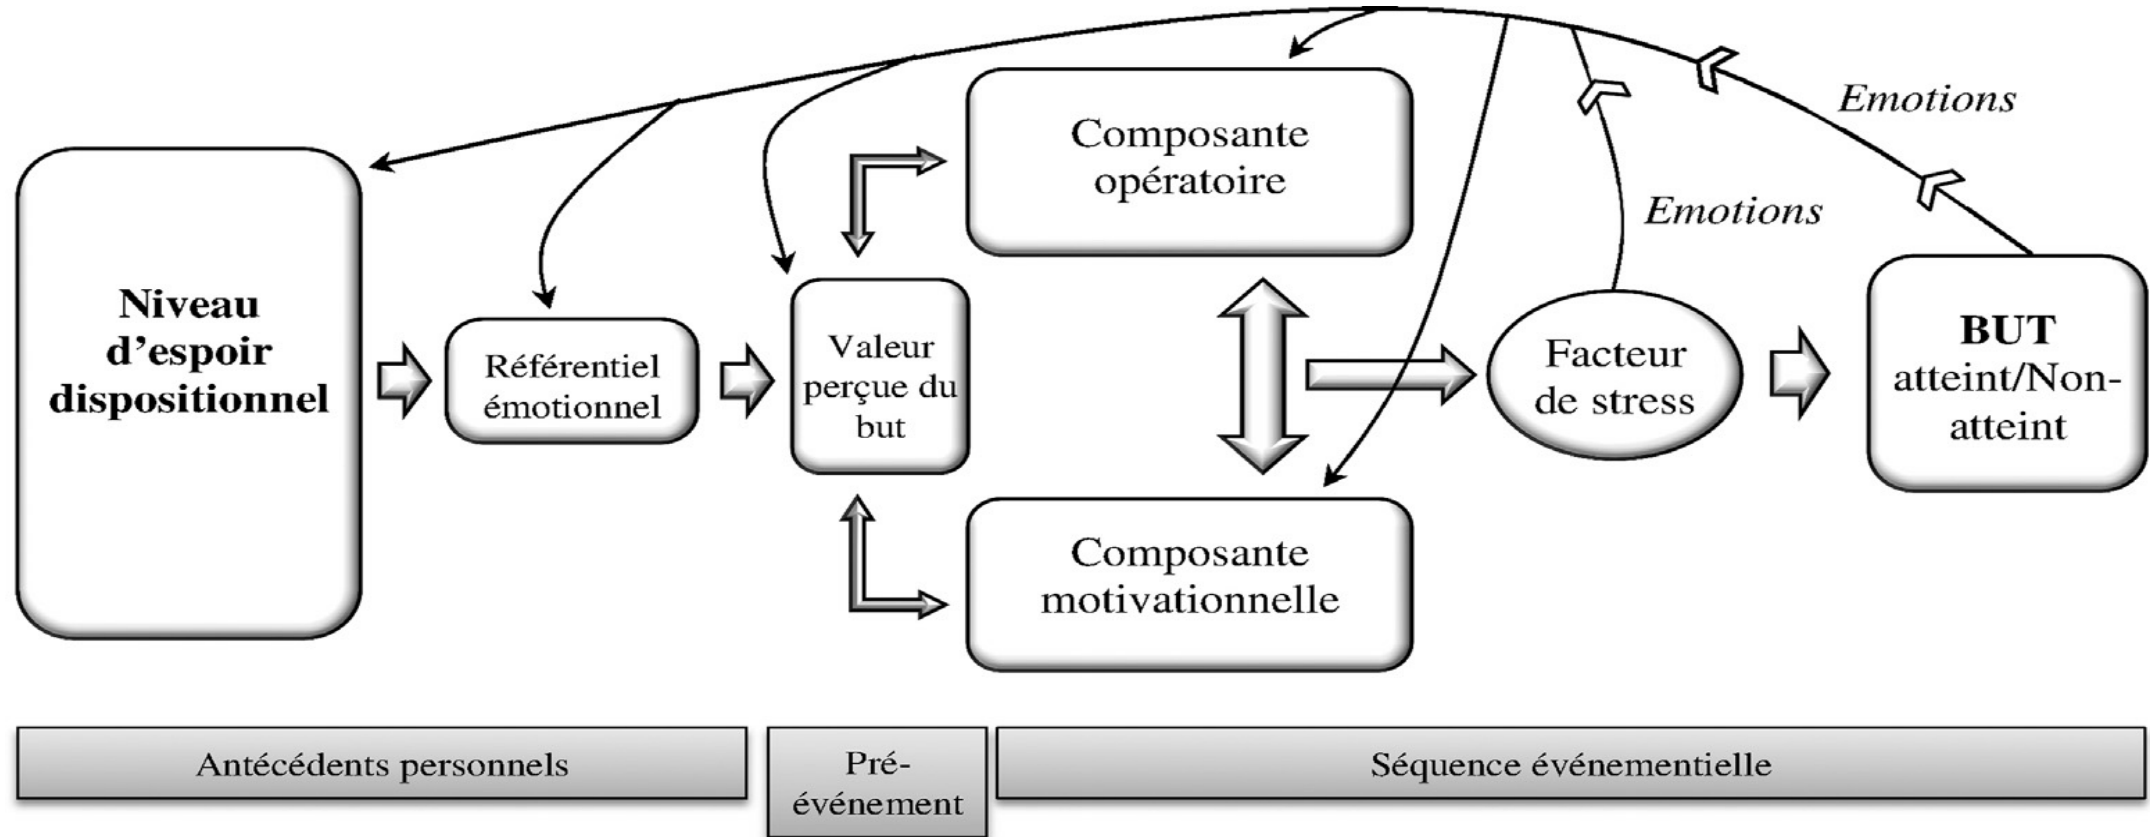 Emotions
Composante
opératoire
Emotions
Niveau
d’espoir
dispositionnel
Référentiel
émotionnel
Valeur
perçue du
but
Facteur
de stress
BUT
atteint/Non-
atteint
Composante
motivationnelle
Antécédents personnels
Pré-
événement
Séquence événementielle